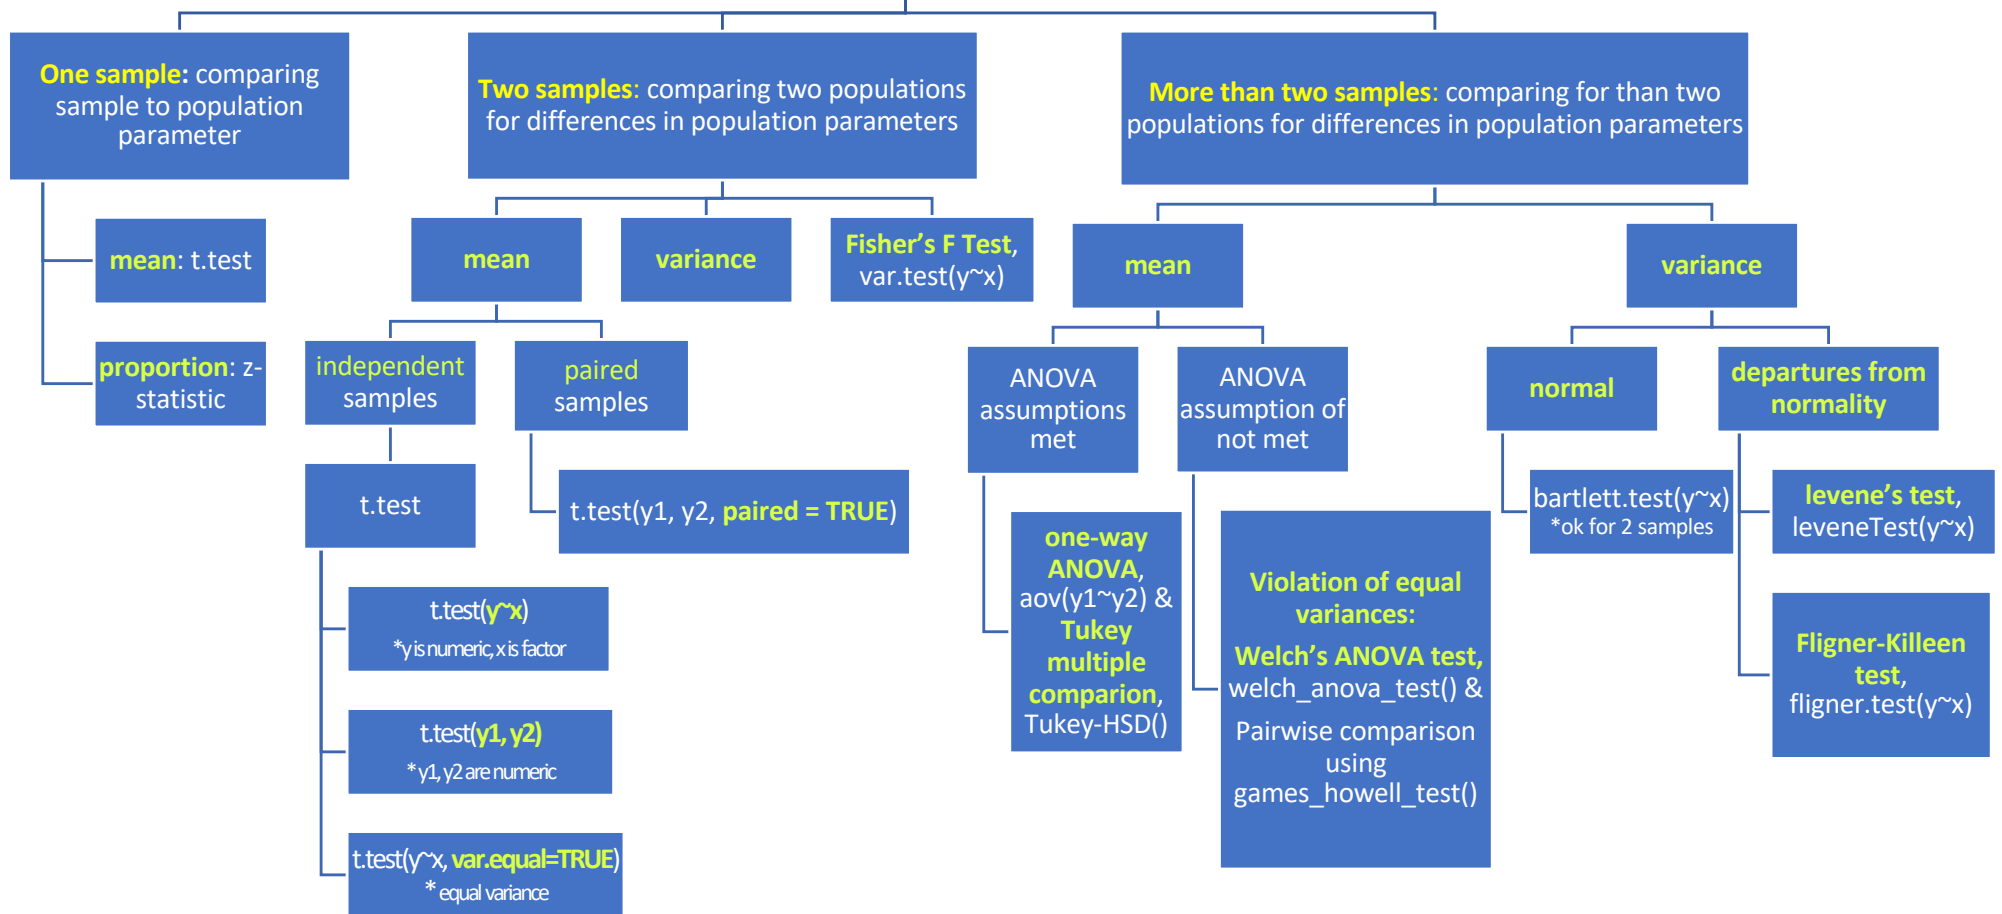 One sample: comparing
sample to population
parameter
Two samples: comparing two populations
for differences in population parameters
More than two samples: comparing for than two
populations for differences in population parameters
mean: t.test
proportion: z-
statistic
mean
variance
Fisher’s F Test,
var.test(y~x)
independent
samples
paired
samples
t.test
t.test(y1, y2, paired = TRUE)
t.test(y~x)
*y is numeric, x is factor
t.test(y1, y2)
* y1, y2 are numeric
t.test(y~x, var.equal=TRUE)
* equal variance
mean
variance
ANOVA
assumptions
met
ANOVA
assumption of
not met
one-way
ANOVA,
aov(y1~y2) &
Tukey
multiple
comparion,
Tukey-HSD()
Violation of equal
variances:
Welch’s ANOVA test,
welch_anova_test() &
Pairwise comparison
using
games_howell_test()
normal
departures from
normality
bartlett.test(y~x)
*ok for 2 samples
levene’s test,
leveneTest(y~x)
Fligner-Killeen
test,
fligner.test(y~x)